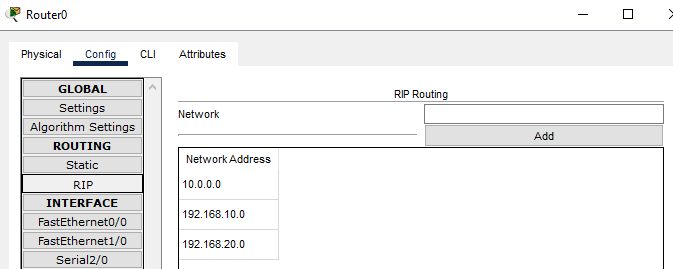 Router0
Physical Config CLI Attributes
GLOBAL
Settings
Algorithm Settings
ROUTING
Static
RIP
INTERFACE
FastEthernet0/0
FastEthernet1/0
Serial2/0
RIP Routing
Network
Add
Network Address
10.0.0.0
192.168.10.0
192.168.20.0